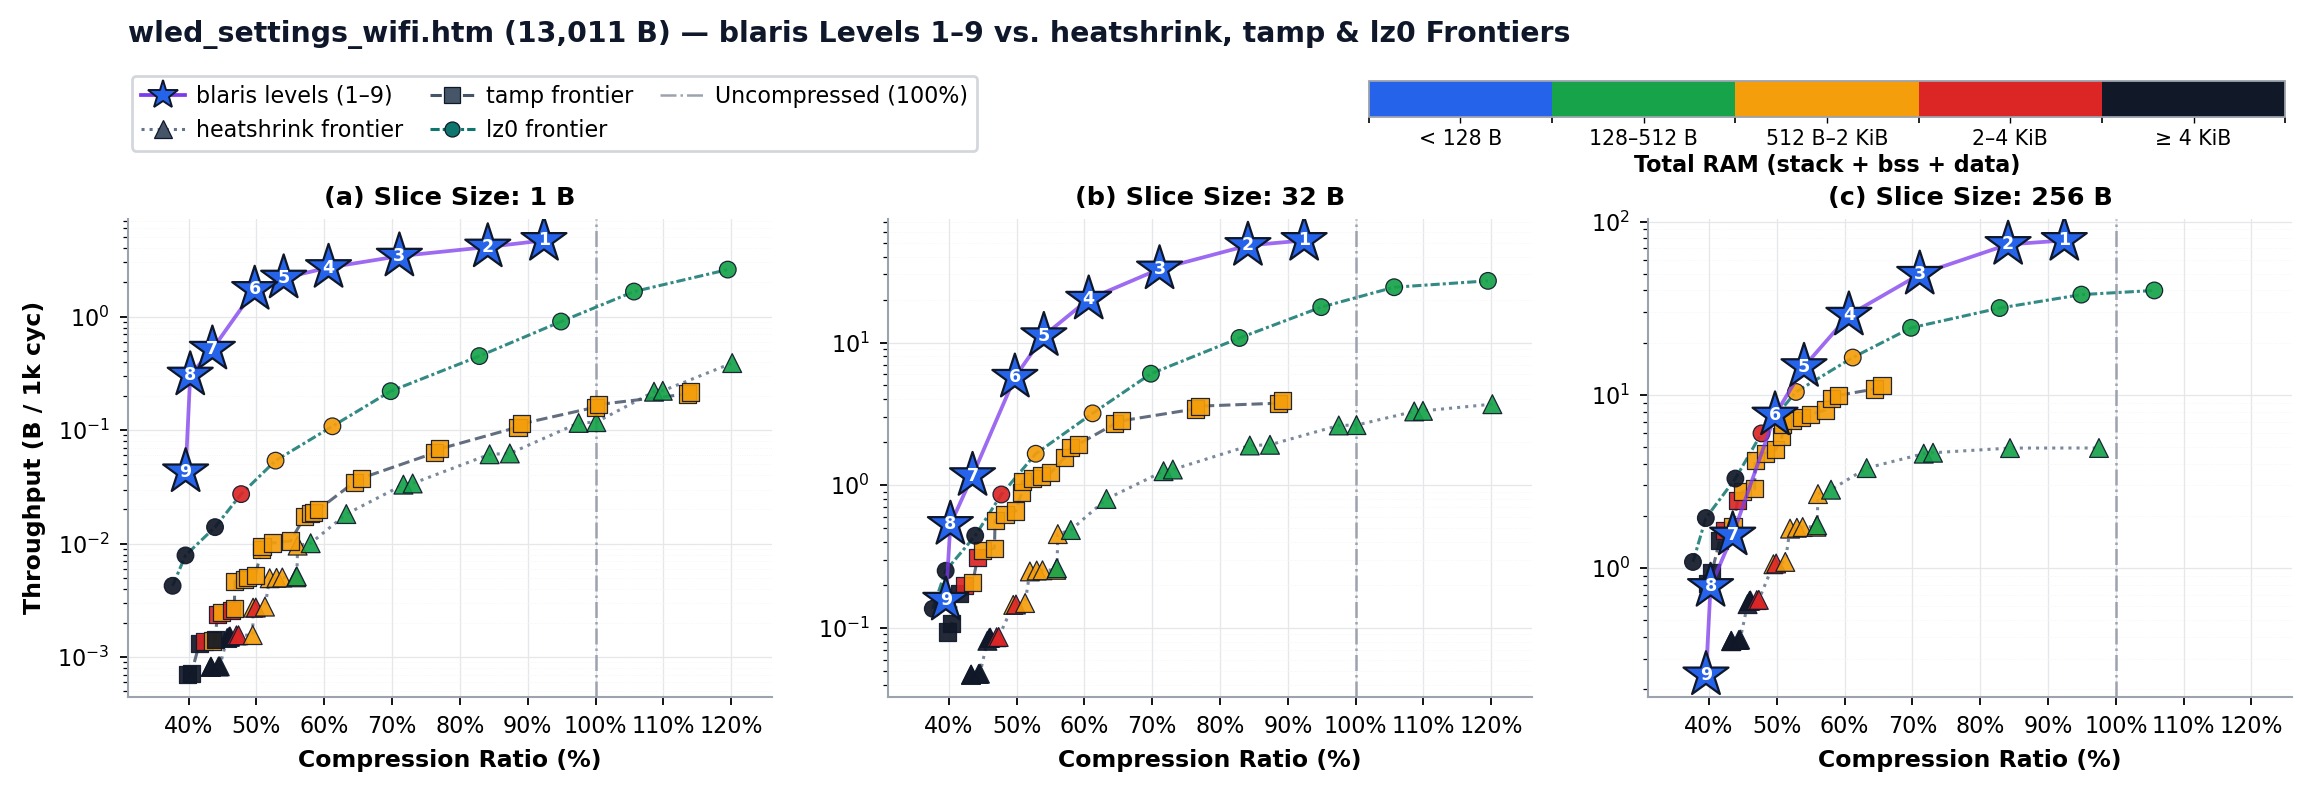 wled_settings_wifi.htm (13,011 B) — blaris Levels 1–9 vs. heatshrink, tamp & lz0 Frontiers
blaris levels (1–9)
heatshrink frontier
tamp frontier
lz0 frontier
Uncompressed (100%)
< 128 B
128–512 B
512 B–2 KiB
2–4 KiB
≥ 4 KiB
Total RAM (stack + bss + data)
(a) Slice Size: 1 B
Throughput (B / 1k cyc)
10⁰
10⁻¹
10⁻²
10⁻³
9
8
7
6
5
4
3
2
1
40% 50% 60% 70% 80% 90% 100% 110% 120%
Compression Ratio (%)
(b) Slice Size: 32 B
10¹
10⁰
10⁻¹
9
8
7
6
5
4
3
2
1
40% 50% 60% 70% 80% 90% 100% 110% 120%
Compression Ratio (%)
(c) Slice Size: 256 B
10²
10¹
10⁰
9
8
7
6
5
4
3
2
1
40% 50% 60% 70% 80% 90% 100% 110% 120%
Compression Ratio (%)